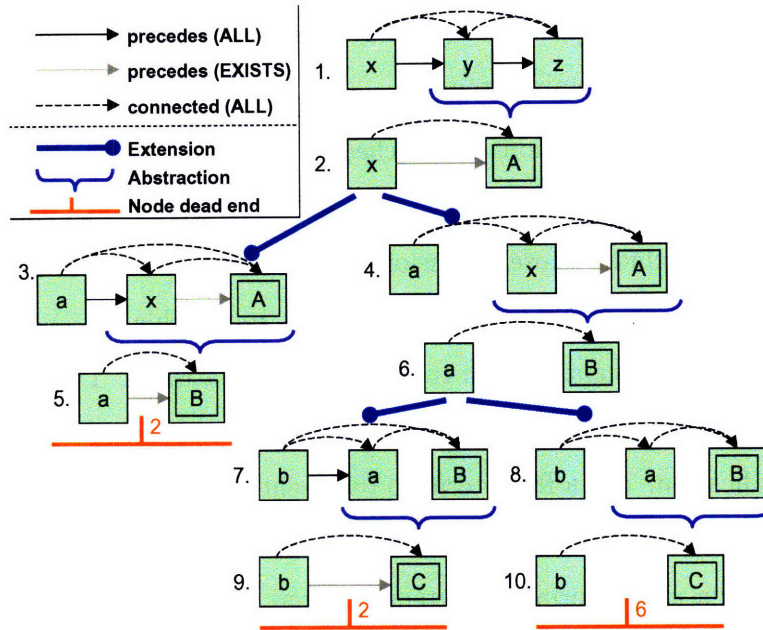 precedes (ALL)
precedes (EXISTS)
connected (ALL)
Extension
Abstraction
Node dead end
1.
x
y
z
2.
x
A
3.
a
x
A
4.
a
x
A
5.
a
B
2
6.
a
B
7.
b
a
B
8.
b
a
B
9.
b
C
2
10.
b
C
6